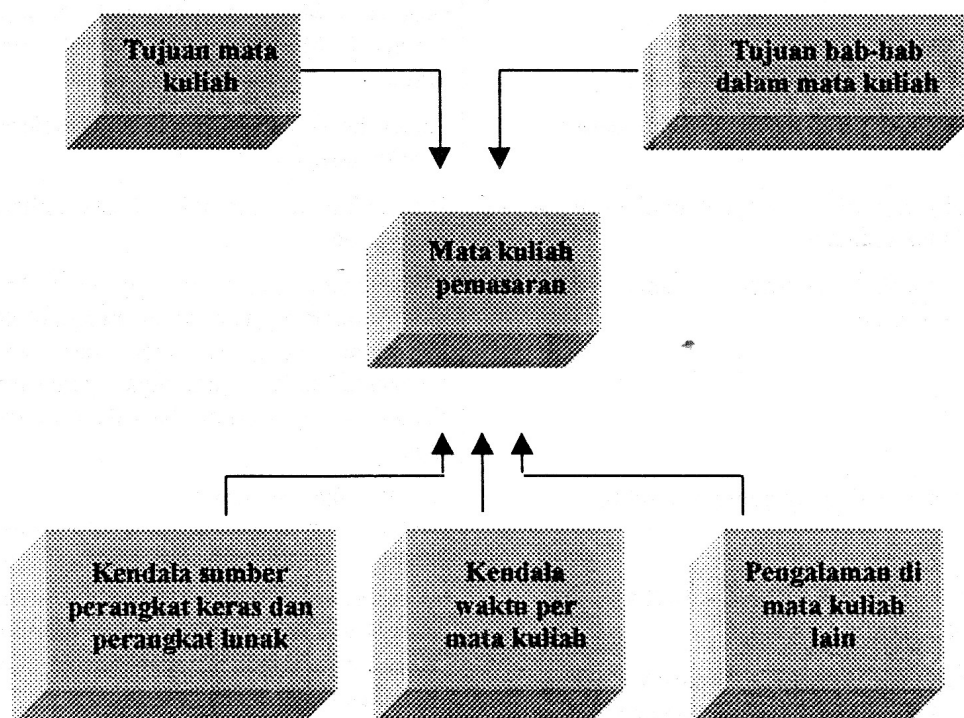 Tujuan mata
kuliah
Tujuan bab-bab
dalam mata kuliah
Mata kuliah
pemasaran
Kendala sumber
perangkat keras dan
perangkat lunak
Kendala
waktu per
mata kuliah
Pengalaman di
mata kuliah
lain